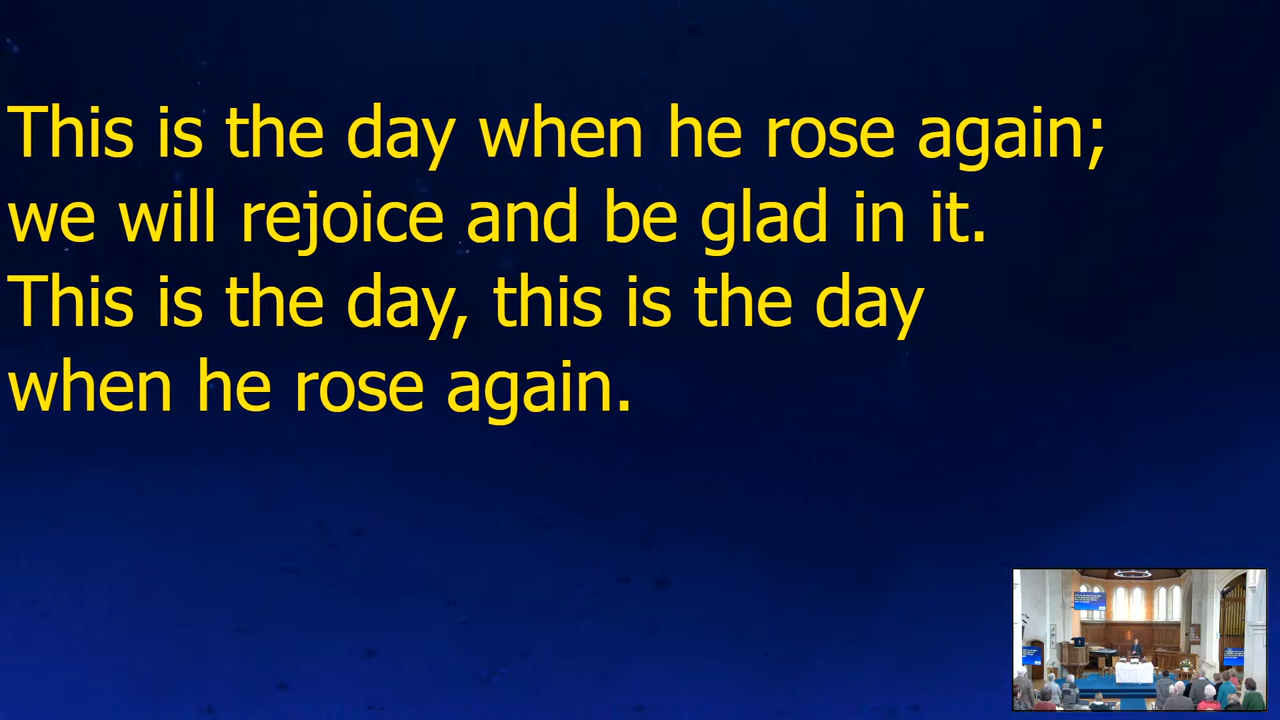 This is the day when he rose again;
we will rejoice and be glad in it.
This is the day, this is the day
when he rose again.